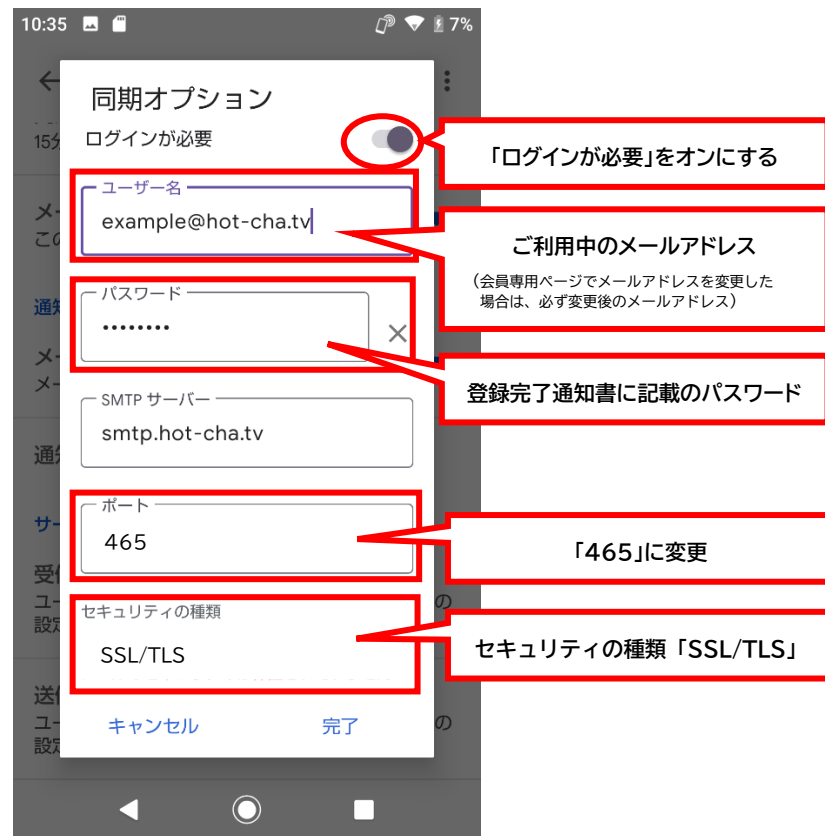 10:35
7%
同期オプション
ログインが必要
「ログインが必要」をオンにする
ユーザー名
example@hot-cha.tv
ご利用中のメールアドレス
(会員専用ページでメールアドレスを変更した
場合は、必ず変更後のメールアドレス)
パスワード
••••••••
登録完了通知書に記載のパスワード
SMTP サーバー
smtp.hot-cha.tv
ポート
465
「465」に変更
セキュリティの種類
SSL/TLS
セキュリティの種類「SSL/TLS」
キャンセル
完了